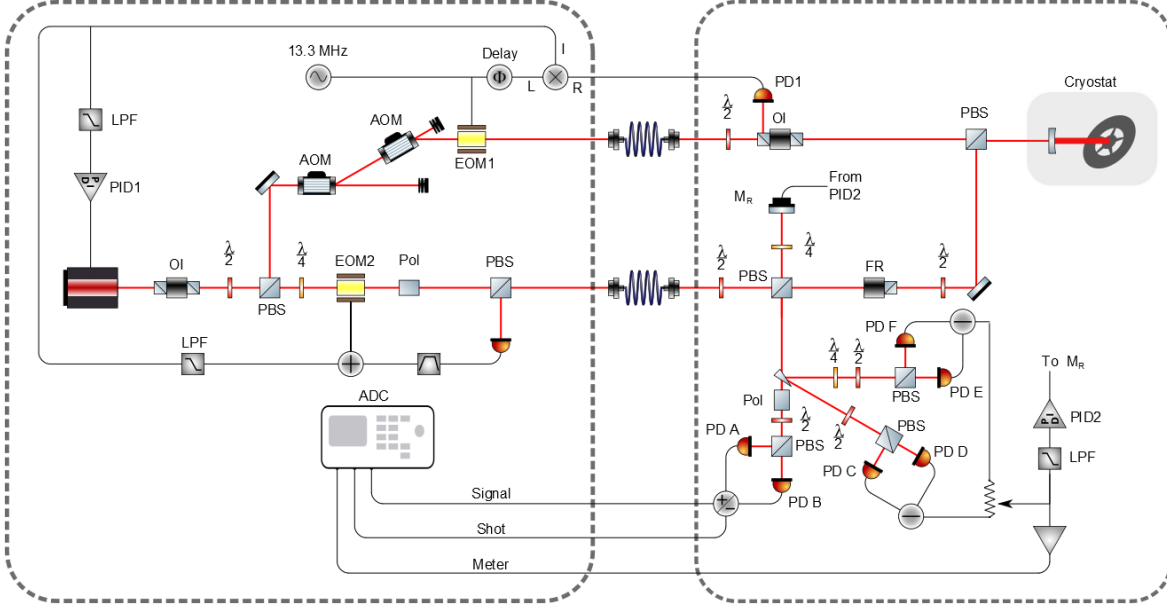 13.3 MHz
Delay
I
Φ
L
R
PD1
Cryostat
LPF
AOM
EOM1
λ
2
OI
PBS
AOM
P I D
PID1
From
PID2
MR
λ
4
OI
λ
2
λ
4
EOM2
Pol
PBS
λ
2
PBS
FR
λ
2
PBS
PD F
LPF
λ
4
λ
2
To MR
ADC
Pol
PBS
PD E
P I D
PID2
PD A
λ
2
λ
2
PBS
PBS
PD C
PD D
LPF
Signal
PD B
Shot
Meter